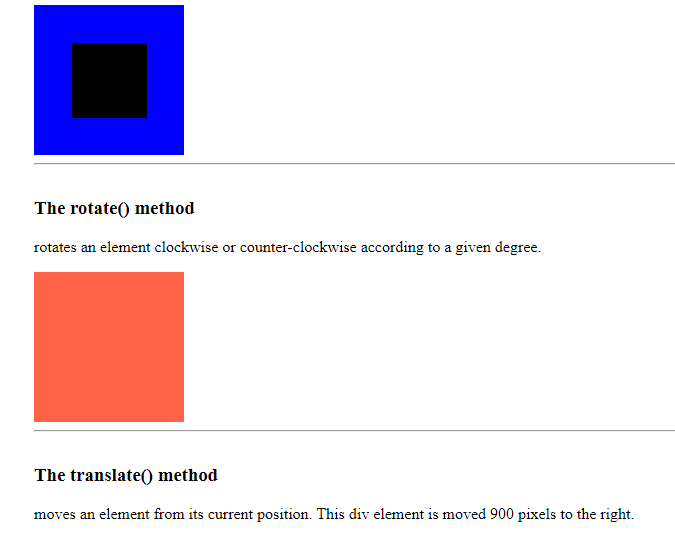 The rotate() method
rotates an element clockwise or counter-clockwise according to a given degree.
The translate() method
moves an element from its current position. This div element is moved 900 pixels to the right.